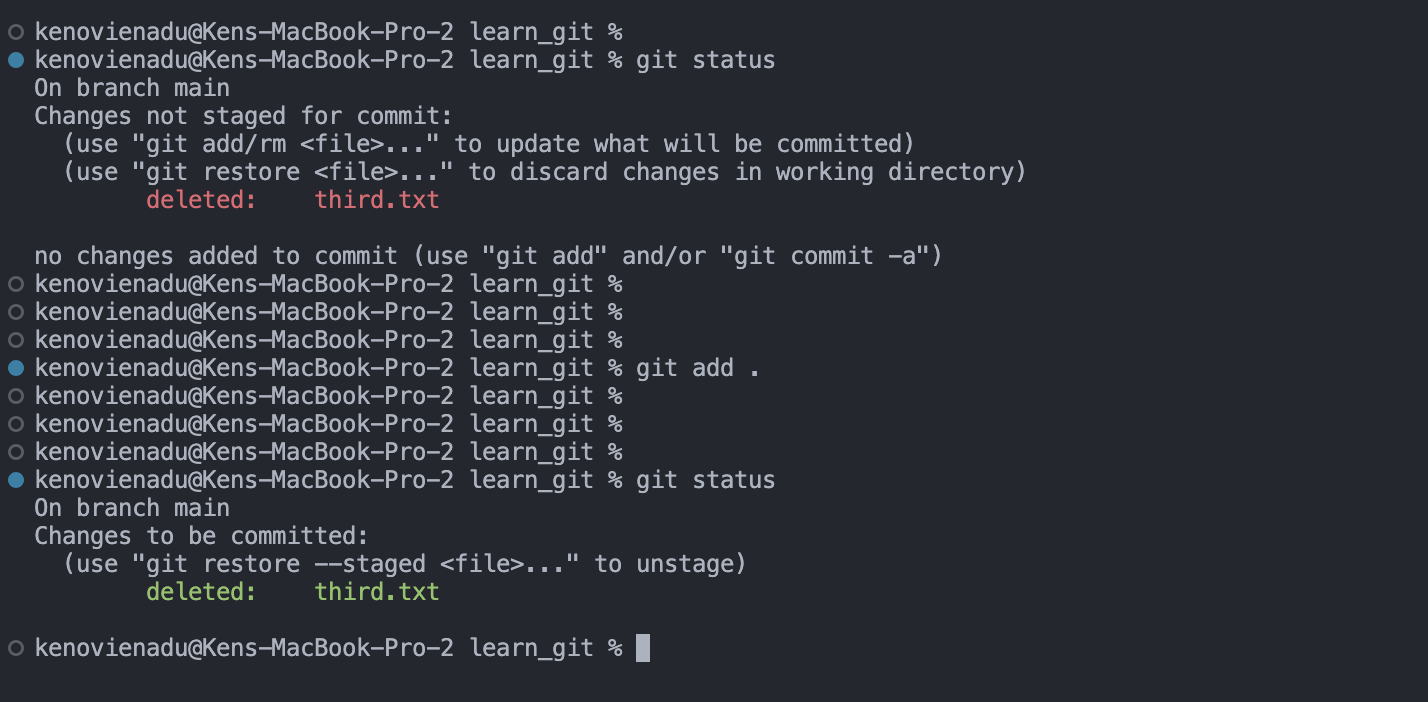 kenovienadu@Kens-MacBook-Pro-2 learn_git %
kenovienadu@Kens-MacBook-Pro-2 learn_git % git status
On branch main
Changes not staged for commit:
  (use "git add/rm <file>..." to update what will be committed)
  (use "git restore <file>..." to discard changes in working directory)
        deleted:    third.txt

no changes added to commit (use "git add" and/or "git commit -a")
kenovienadu@Kens-MacBook-Pro-2 learn_git %
kenovienadu@Kens-MacBook-Pro-2 learn_git %
kenovienadu@Kens-MacBook-Pro-2 learn_git %
kenovienadu@Kens-MacBook-Pro-2 learn_git % git add .
kenovienadu@Kens-MacBook-Pro-2 learn_git %
kenovienadu@Kens-MacBook-Pro-2 learn_git %
kenovienadu@Kens-MacBook-Pro-2 learn_git %
kenovienadu@Kens-MacBook-Pro-2 learn_git % git status
On branch main
Changes to be committed:
  (use "git restore --staged <file>..." to unstage)
        deleted:    third.txt

kenovienadu@Kens-MacBook-Pro-2 learn_git %